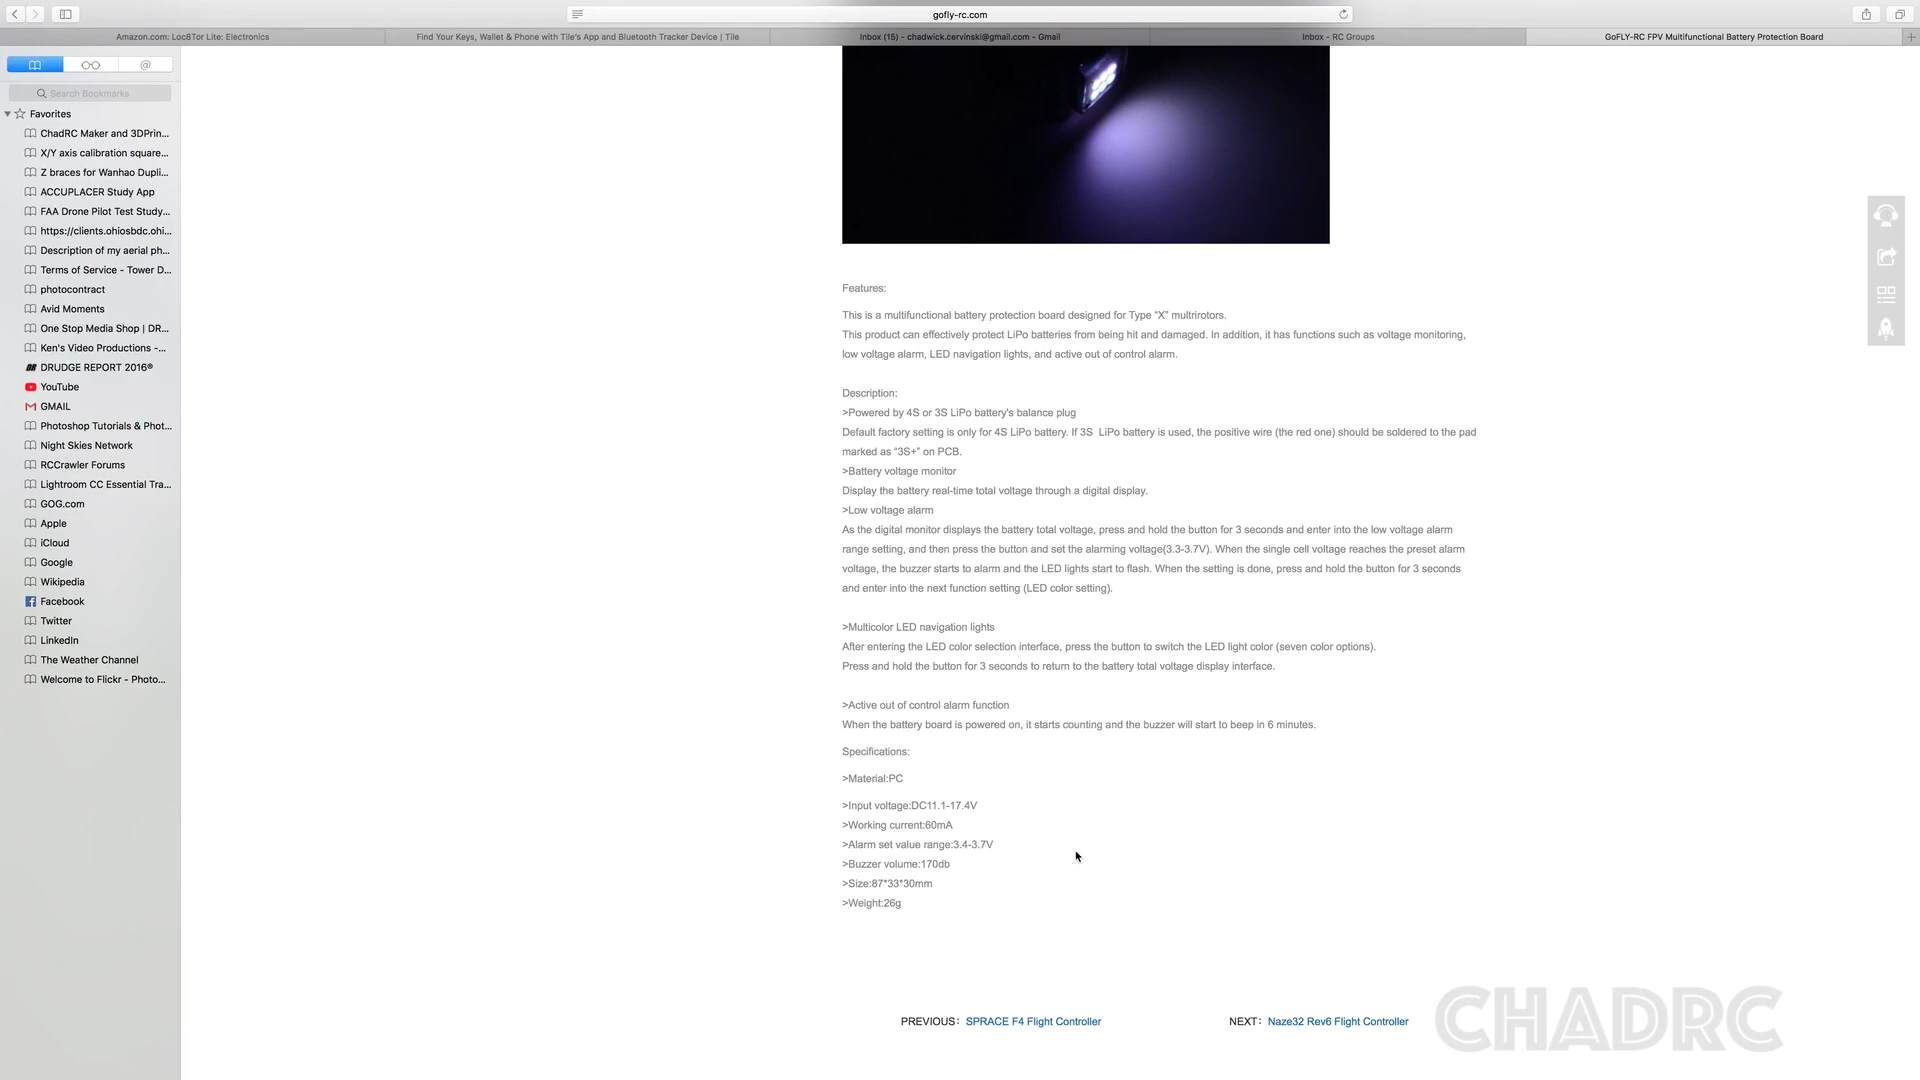 gofly-rc.com
Amazon.com: Loc8Tor Lite: Electronics
Find Your Keys, Wallet & Phone with Tile's App and Bluetooth Tracker Device | Tile
Inbox (15) - chadwick.cervinski@gmail.com - Gmail
Inbox - RC Groups
GoFLY-RC FPV Multifunctional Battery Protection Board
Search Bookmarks
Favorites
ChadRC Maker and 3DPrin...
X/Y axis calibration square...
Z braces for Wanhao Dupli...
ACCUPLACER Study App
FAA Drone Pilot Test Study...
https://clients.ohiosbdc.ohi...
Description of my aerial ph...
Terms of Service - Tower D...
photocontract
Avid Moments
One Stop Media Shop | DR...
Ken's Video Productions -...
DRUDGE REPORT 2016®
YouTube
GMAIL
Photoshop Tutorials & Phot...
Night Skies Network
RCCrawler Forums
Lightroom CC Essential Tra...
GOG.com
Apple
iCloud
Google
Wikipedia
Facebook
Twitter
LinkedIn
The Weather Channel
Welcome to Flickr - Photo...
Features:
This is a multifunctional battery protection board designed for Type "X" multrirotors.
This product can effectively protect LiPo batteries from being hit and damaged. In addition, it has functions such as voltage monitoring,
low voltage alarm, LED navigation lights, and active out of control alarm.
Description:
>Powered by 4S or 3S LiPo battery's balance plug
Default factory setting is only for 4S LiPo battery. If 3S LiPo battery is used, the positive wire (the red one) should be soldered to the pad
marked as "3S+" on PCB.
>Battery voltage monitor
Display the battery real-time total voltage through a digital display.
>Low voltage alarm
As the digital monitor displays the battery total voltage, press and hold the button for 3 seconds and enter into the low voltage alarm
range setting, and then press the button and set the alarming voltage(3.3-3.7V). When the single cell voltage reaches the preset alarm
voltage, the buzzer starts to alarm and the LED lights start to flash. When the setting is done, press and hold the button for 3 seconds
and enter into the next function setting (LED color setting).
>Multicolor LED navigation lights
After entering the LED color selection interface, press the button to switch the LED light color (seven color options).
Press and hold the button for 3 seconds to return to the battery total voltage display interface.
>Active out of control alarm function
When the battery board is powered on, it starts counting and the buzzer will start to beep in 6 minutes.
Specifications:
>Material:PC
>Input voltage:DC11.1-17.4V
>Working current:60mA
>Alarm set value range:3.4-3.7V
>Buzzer volume:170db
>Size:87*33*30mm
>Weight:26g
PREVIOUS: SPRACE F4 Flight Controller
NEXT: Naze32 Rev6 Flight Controller
CHADRC